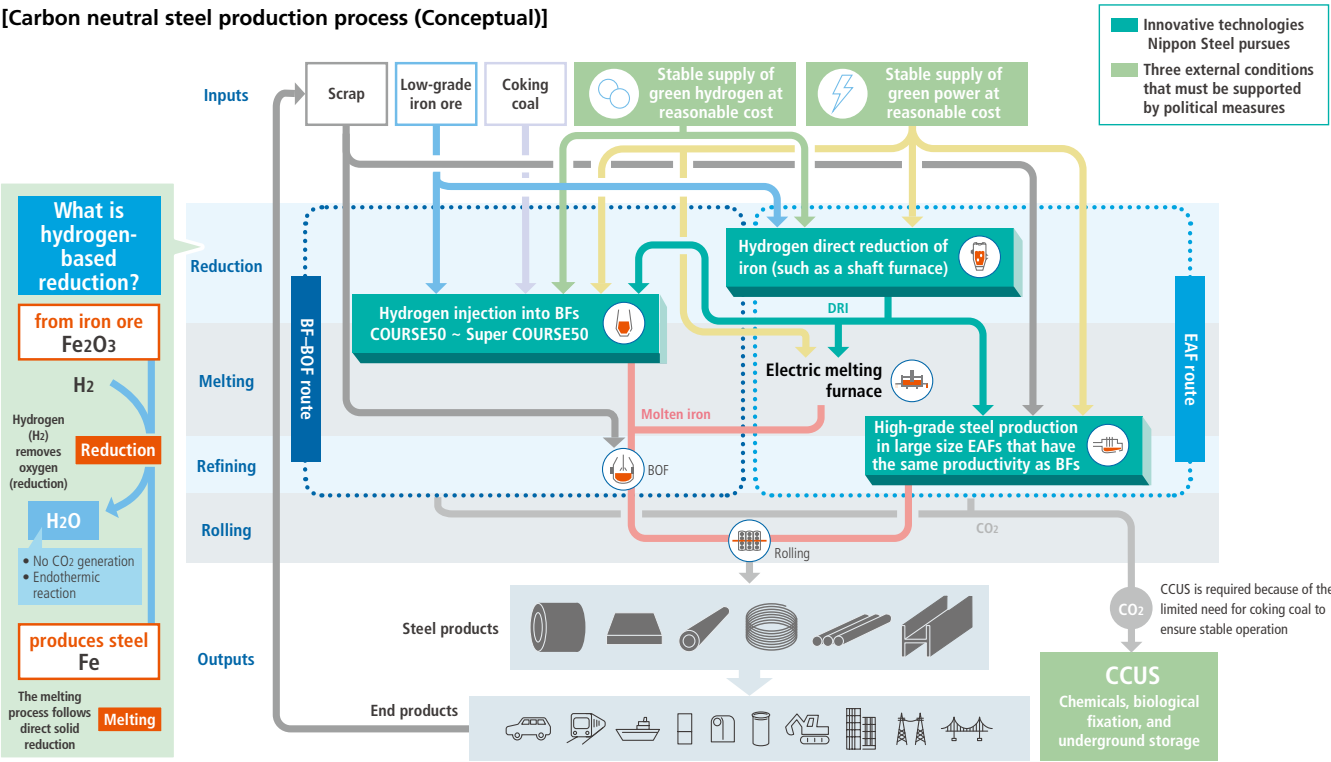 [Carbon neutral steel production process (Conceptual)]
Innovative technologies
Nippon Steel pursues
Three external conditions
that must be supported
by political measures
Inputs
Scrap
Low-grade
iron ore
Coking
coal
Stable supply of
green hydrogen at
reasonable cost
Stable supply of
green power at
reasonable cost
What is
hydrogen-
based
reduction?
from iron ore
Fe2O3
H2
Hydrogen
(H2)
removes
oxygen
(reduction)
Reduction
H2O
• No CO2 generation
• Endothermic
reaction
produces steel
Fe
The melting
process follows
direct solid
reduction
Melting
Reduction
Melting
Refining
Rolling
Outputs
BF–BOF route
EAF route
Hydrogen direct reduction of
iron (such as a shaft furnace)
Hydrogen injection into BFs
COURSE50 ~ Super COURSE50
DRI
Electric melting
furnace
Molten iron
High-grade steel production
in large size EAFs that have
the same productivity as BFs
BOF
CO2
Rolling
Steel products
End products
CO2
CCUS is required because of the
limited need for coking coal to
ensure stable operation
CCUS
Chemicals, biological
fixation, and
underground storage